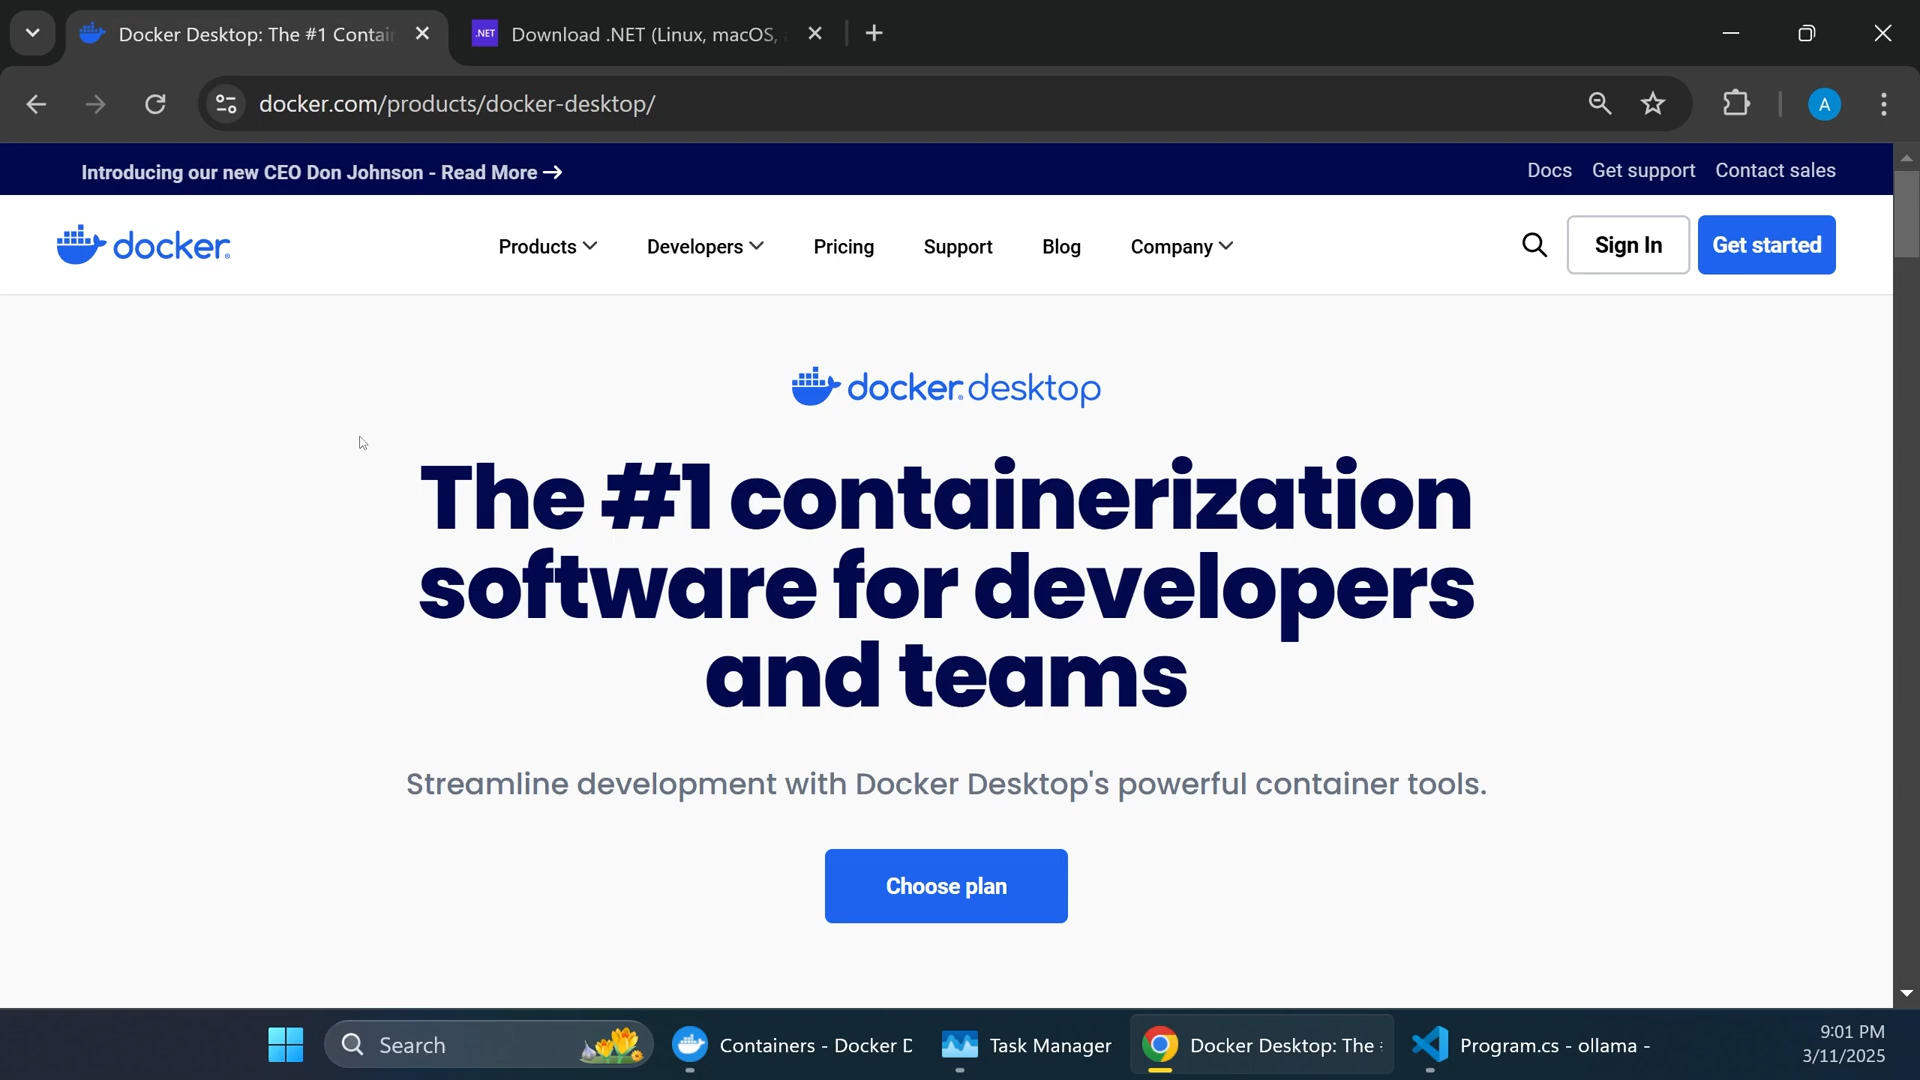 Docker Desktop: The #1 Contai
.NET
Download .NET (Linux, macOS,
docker.com/products/docker-desktop/
A
Introducing our new CEO Don Johnson - Read More →
Docs
Get support
Contact sales
docker
Products
Developers
Pricing
Support
Blog
Company
Sign In
Get started
docker desktop
The #1 containerization
software for developers
and teams
Streamline development with Docker Desktop's powerful container tools.
Choose plan
Search
Containers - Docker D
Task Manager
Docker Desktop: The
Program.cs - ollama -
9:01 PM
3/11/2025